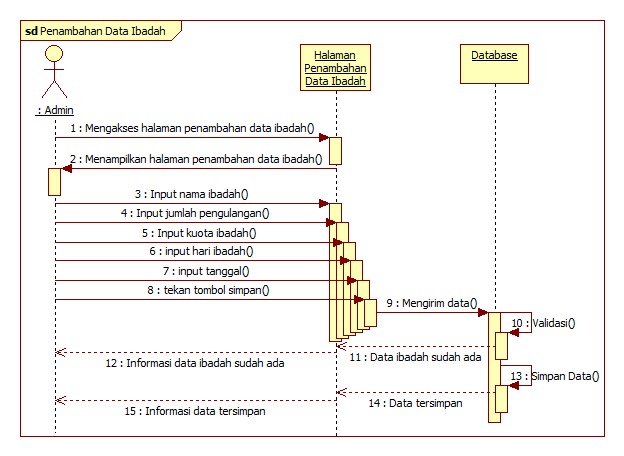 sd Penambahan Data Ibadah
: Admin
Halaman
Penambahan
Data Ibadah
Database
1 : Mengakses halaman penambahan data ibadah()
2 : Menampilkan halaman penambahan data ibadah()
3 : Input nama ibadah()
4 : Input jumlah pengulangan()
5 : Input kuota ibadah()
6 : input hari ibadah()
7 : input tanggal()
8 : tekan tombol simpan()
9 : Mengirim data()
10 : Validasi()
11 : Data ibadah sudah ada
12 : Informasi data ibadah sudah ada
13 : Simpan Data()
14 : Data tersimpan
15 : Informasi data tersimpan